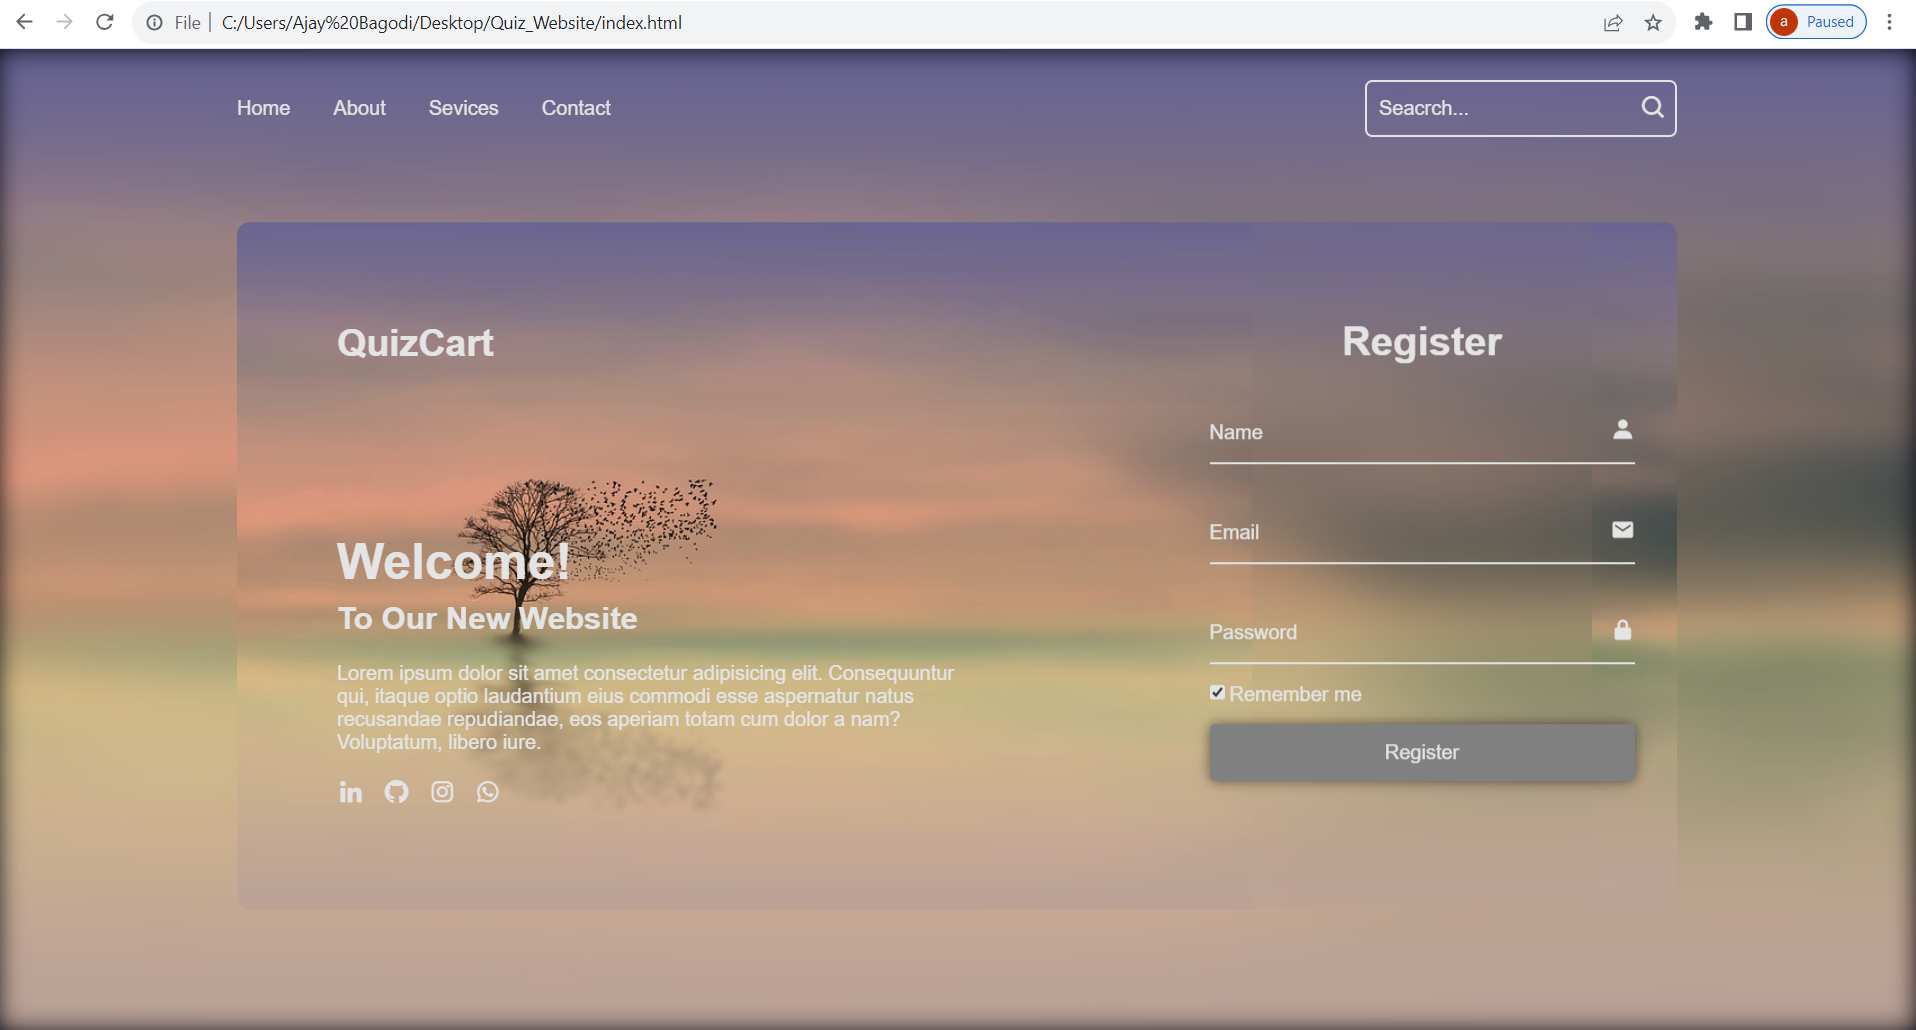 File
C:/Users/Ajay%20Bagodi/Desktop/Quiz_Website/index.html
a Paused
Home About Sevices Contact
Seacrch...
QuizCart
Welcome!
To Our New Website
Lorem ipsum dolor sit amet consectetur adipisicing elit. Consequuntur
qui, itaque optio laudantium eius commodi esse aspernatur natus
recusandae repudiandae, eos aperiam totam cum dolor a nam?
Voluptatum, libero iure.
in
Register
Name
Email
Password
Remember me
Register